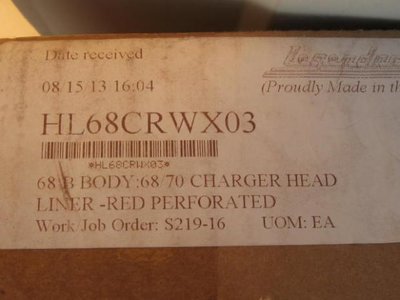 Date received
08 15 13 16:04
(Proudly Made in th
HL68CRWX03
*HL68CRWX03*
68 B BODY:68/70 CHARGER HEAD
LINER -RED PERFORATED
Work/Job Order: S219-16 UOM: EA